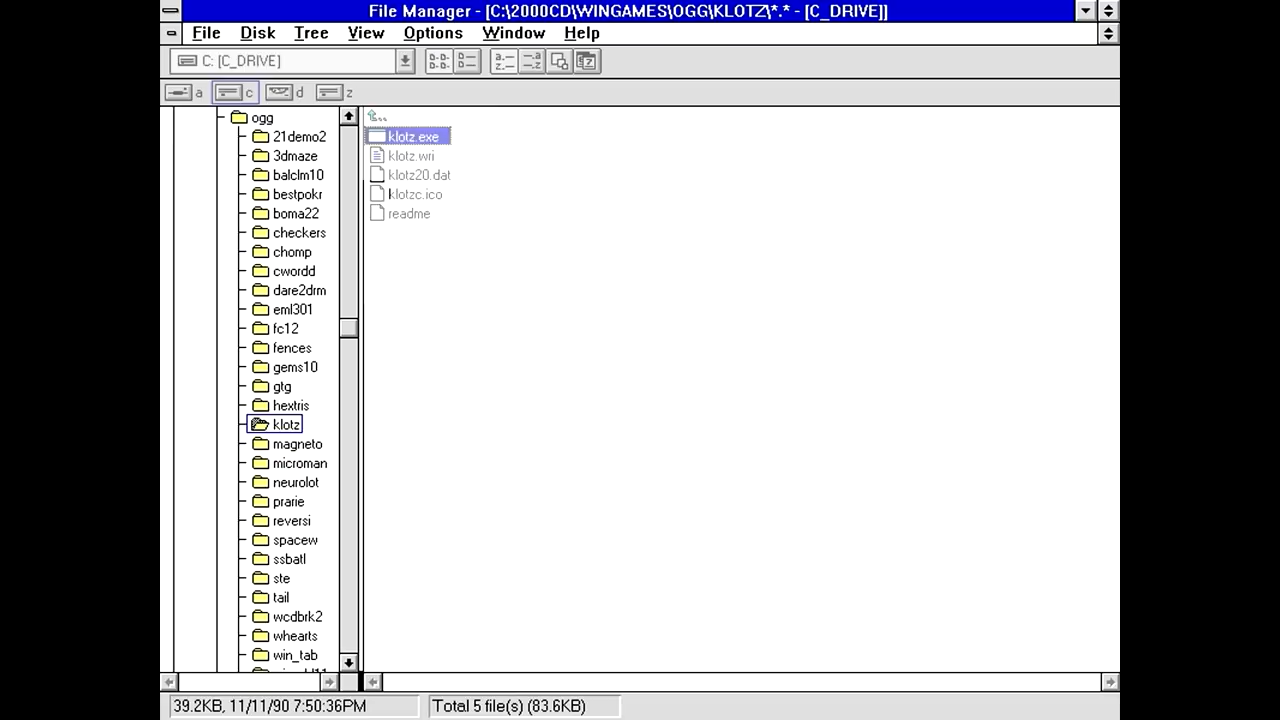 File Manager - [C:\2000CD\WINGAMES\OGG\KLOTZ\*.* - [C_DRIVE]]
File Disk Tree View Options Window Help
C: [C_DRIVE]
a c d z
ogg
21demo2
3dmaze
balclm10
bestpokr
boma22
checkers
chomp
cwordd
dare2drm
eml301
fc12
fences
gems10
gtg
hextris
klotz
magneto
microman
neurolot
prarie
reversi
spacew
ssbatl
ste
tail
wcdbrk2
whearts
win_tab
..
klotz.exe
klotz.wri
klotz20.dat
klotzc.ico
readme
39.2KB, 11/11/90 7:50:36PM
Total 5 file(s) (83.6KB)